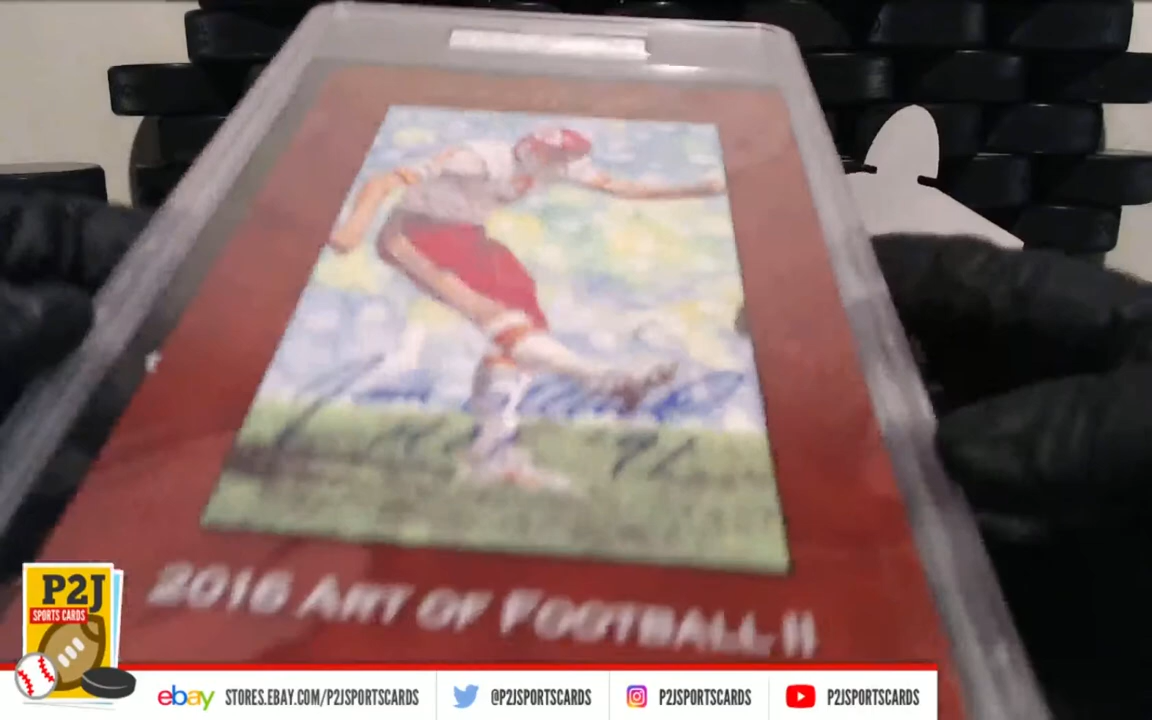 2016 ART OF FOOTBALL II
P2J
SPORTS CARDS
ebay STORES.EBAY.COM/P2JSPORTSCARDS @P2JSPORTSCARDS P2JSPORTSCARDS P2JSPORTSCARDS